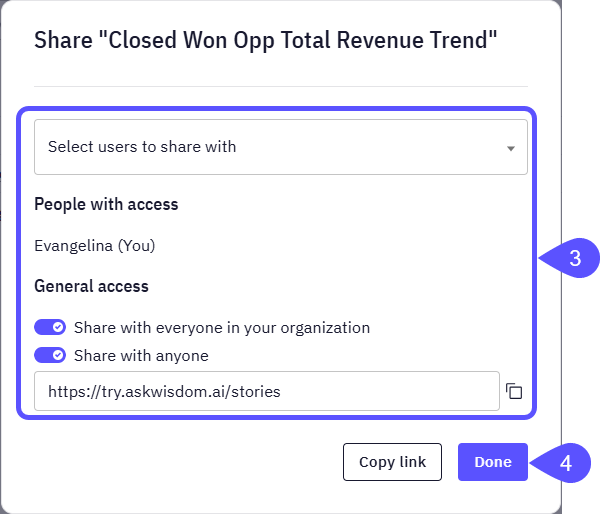 Share "Closed Won Opp Total Revenue Trend"
Select users to share with
People with access
Evangelina (You)
3
General access
Share with everyone in your organization
Share with anyone
https://try.askwisdom.ai/stories
Copy link
Done
4